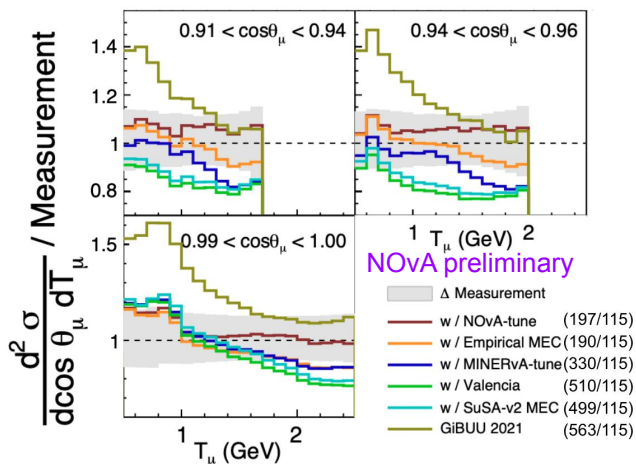 d² σ / dcos θμ dTμ / Measurement
0.91 < cosθμ < 0.94
0.94 < cosθμ < 0.96
1.4
1.2
1
0.8
1 Tμ (GeV) 2
0.99 < cosθμ < 1.00
1.5
1
1 2
Tμ (GeV)
NOvA preliminary
Δ Measurement
w / NOvA-tune (197/115)
w / Empirical MEC (190/115)
w / MINERvA-tune (330/115)
w / Valencia (510/115)
w / SuSA-v2 MEC (499/115)
GiBUU 2021 (563/115)